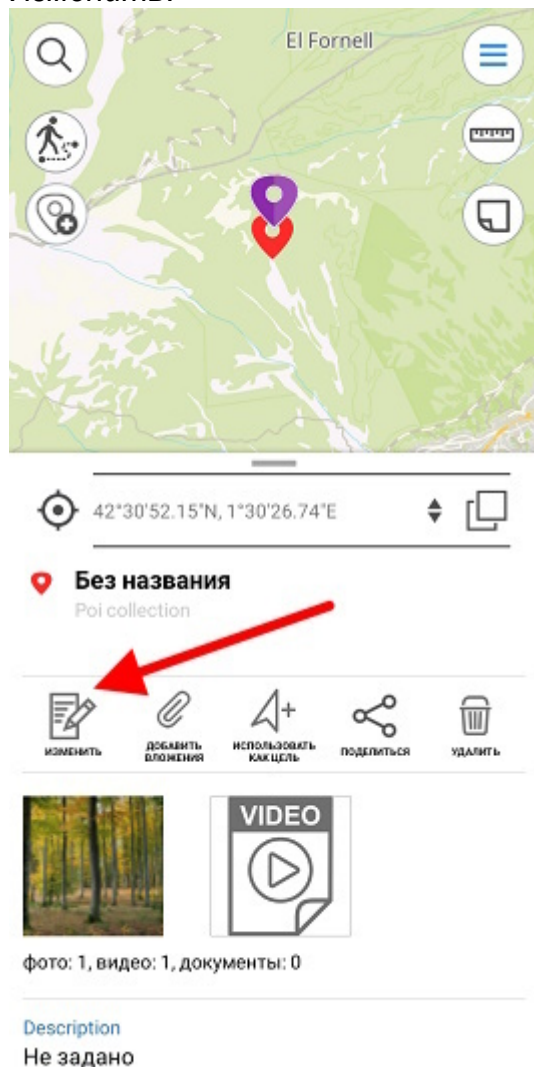 Изменить.
El Fornell
42°30'52.15"N, 1°30'26.74"E
Без названия
Poi collection
ИЗМЕНИТЬ
ДОБАВИТЬ
ВЛОЖЕНИЯ
ИСПОЛЬЗОВАТЬ
КАК ЦЕЛЬ
ПОДЕЛИТЬСЯ
УДАЛИТЬ
VIDEO
фото: 1, видео: 1, документы: 0
Description
Не задано